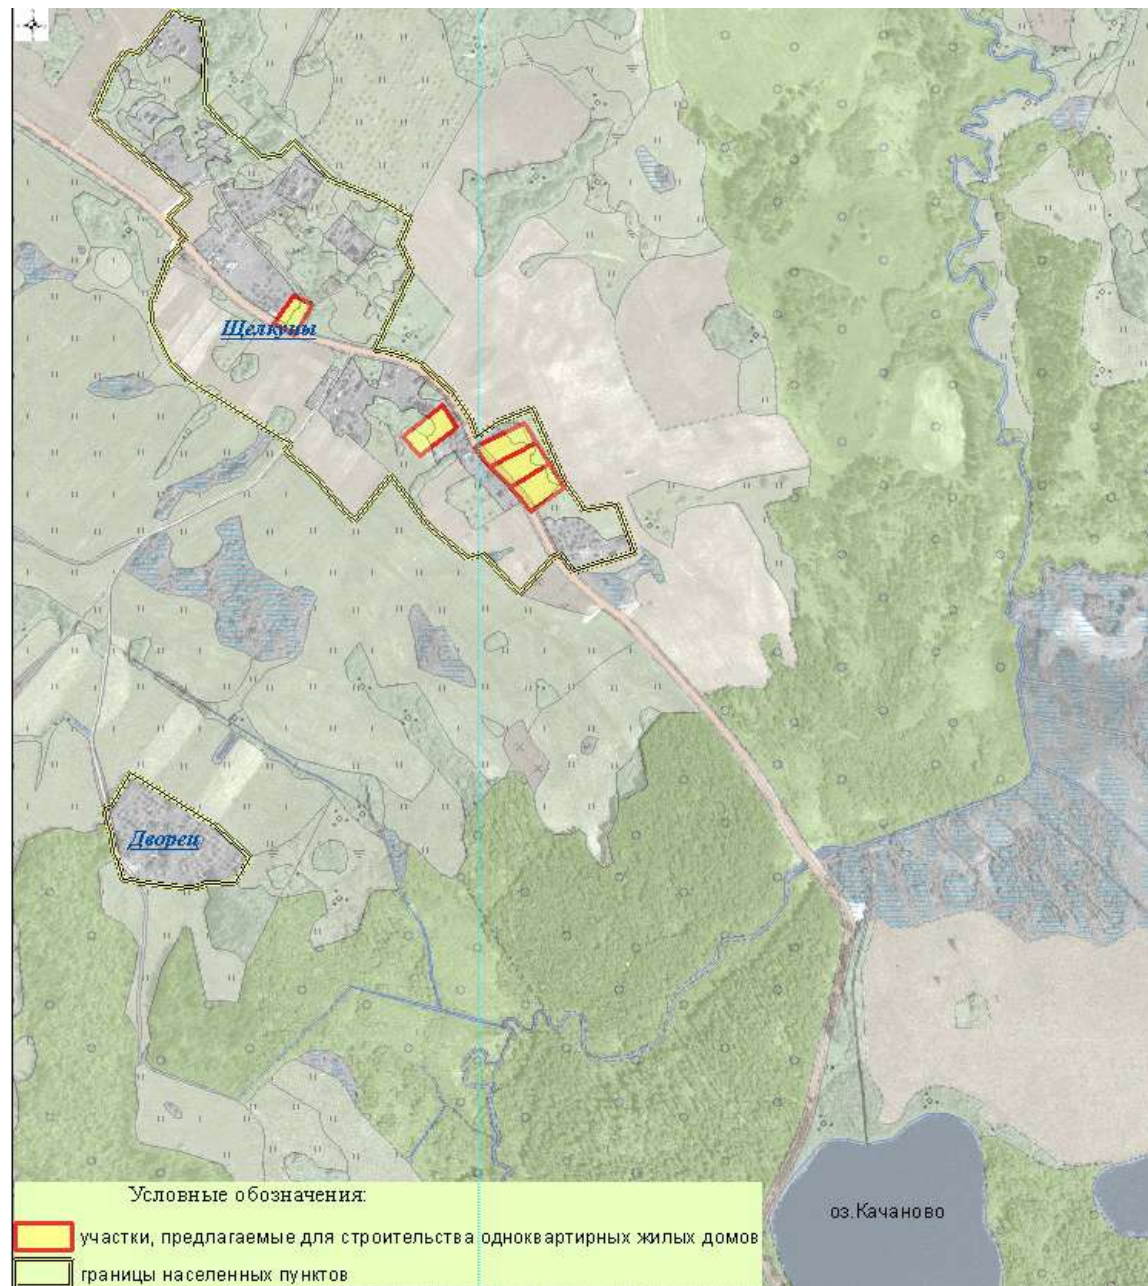 Щелкуны
Дворец
оз.Качаново
Условные обозначения:
участки, предлагаемые для строительства одноквартирных жилых домов
границы населенных пунктов